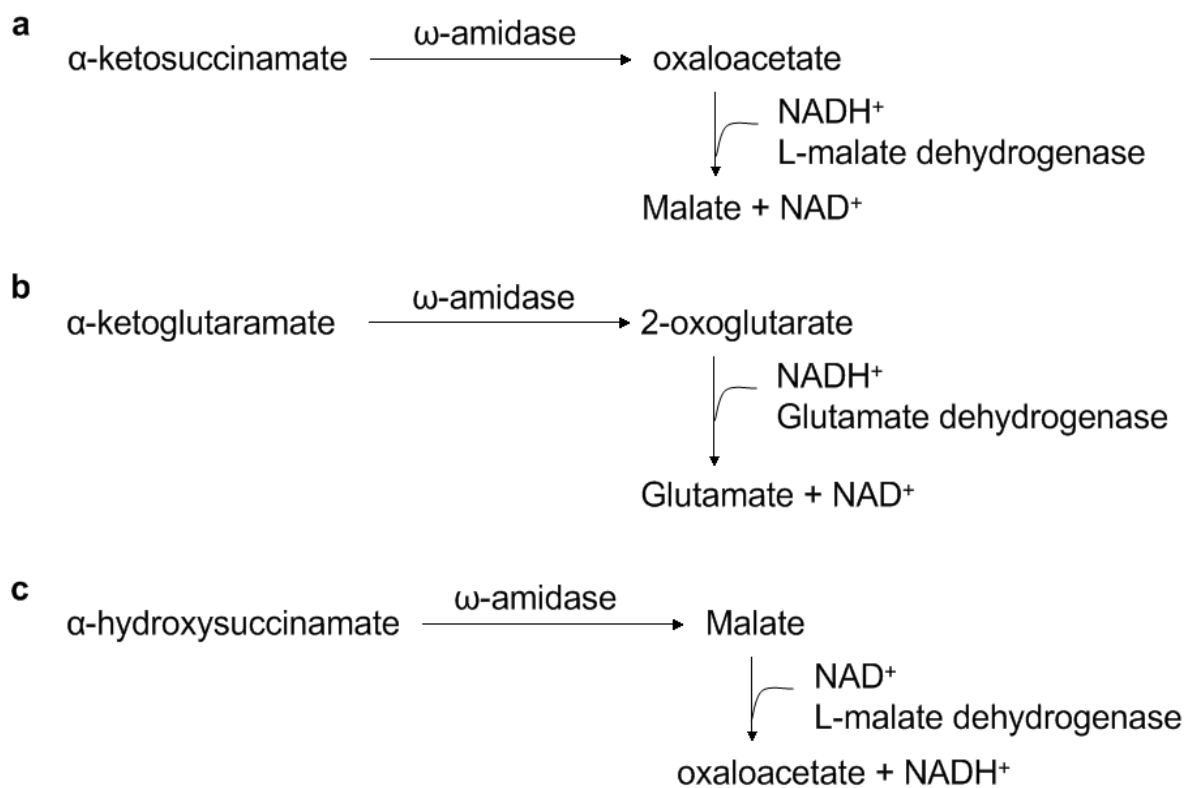 a
ω-amidase
α-ketosuccinamate
oxaloacetate
NADH⁺
L-malate dehydrogenase
Malate + NAD⁺
b
ω-amidase
α-ketoglutaramate
2-oxoglutarate
NADH⁺
Glutamate dehydrogenase
Glutamate + NAD⁺
c
ω-amidase
α-hydroxysuccinamate
Malate
NAD⁺
L-malate dehydrogenase
oxaloacetate + NADH⁺